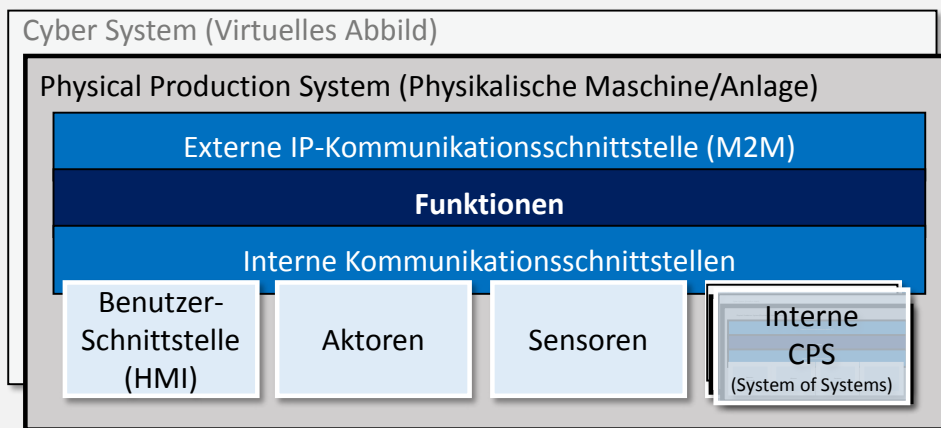 Cyber System (Virtuelles Abbild)
Physical Production System (Physikalische Maschine/Anlage)
Externe IP-Kommunikationsschnittstelle (M2M)
Funktionen
Interne Kommunikationsschnittstellen
Benutzer-
Schnittstelle
(HMI)
Aktoren
Sensoren
Interne
CPS
(System of Systems)